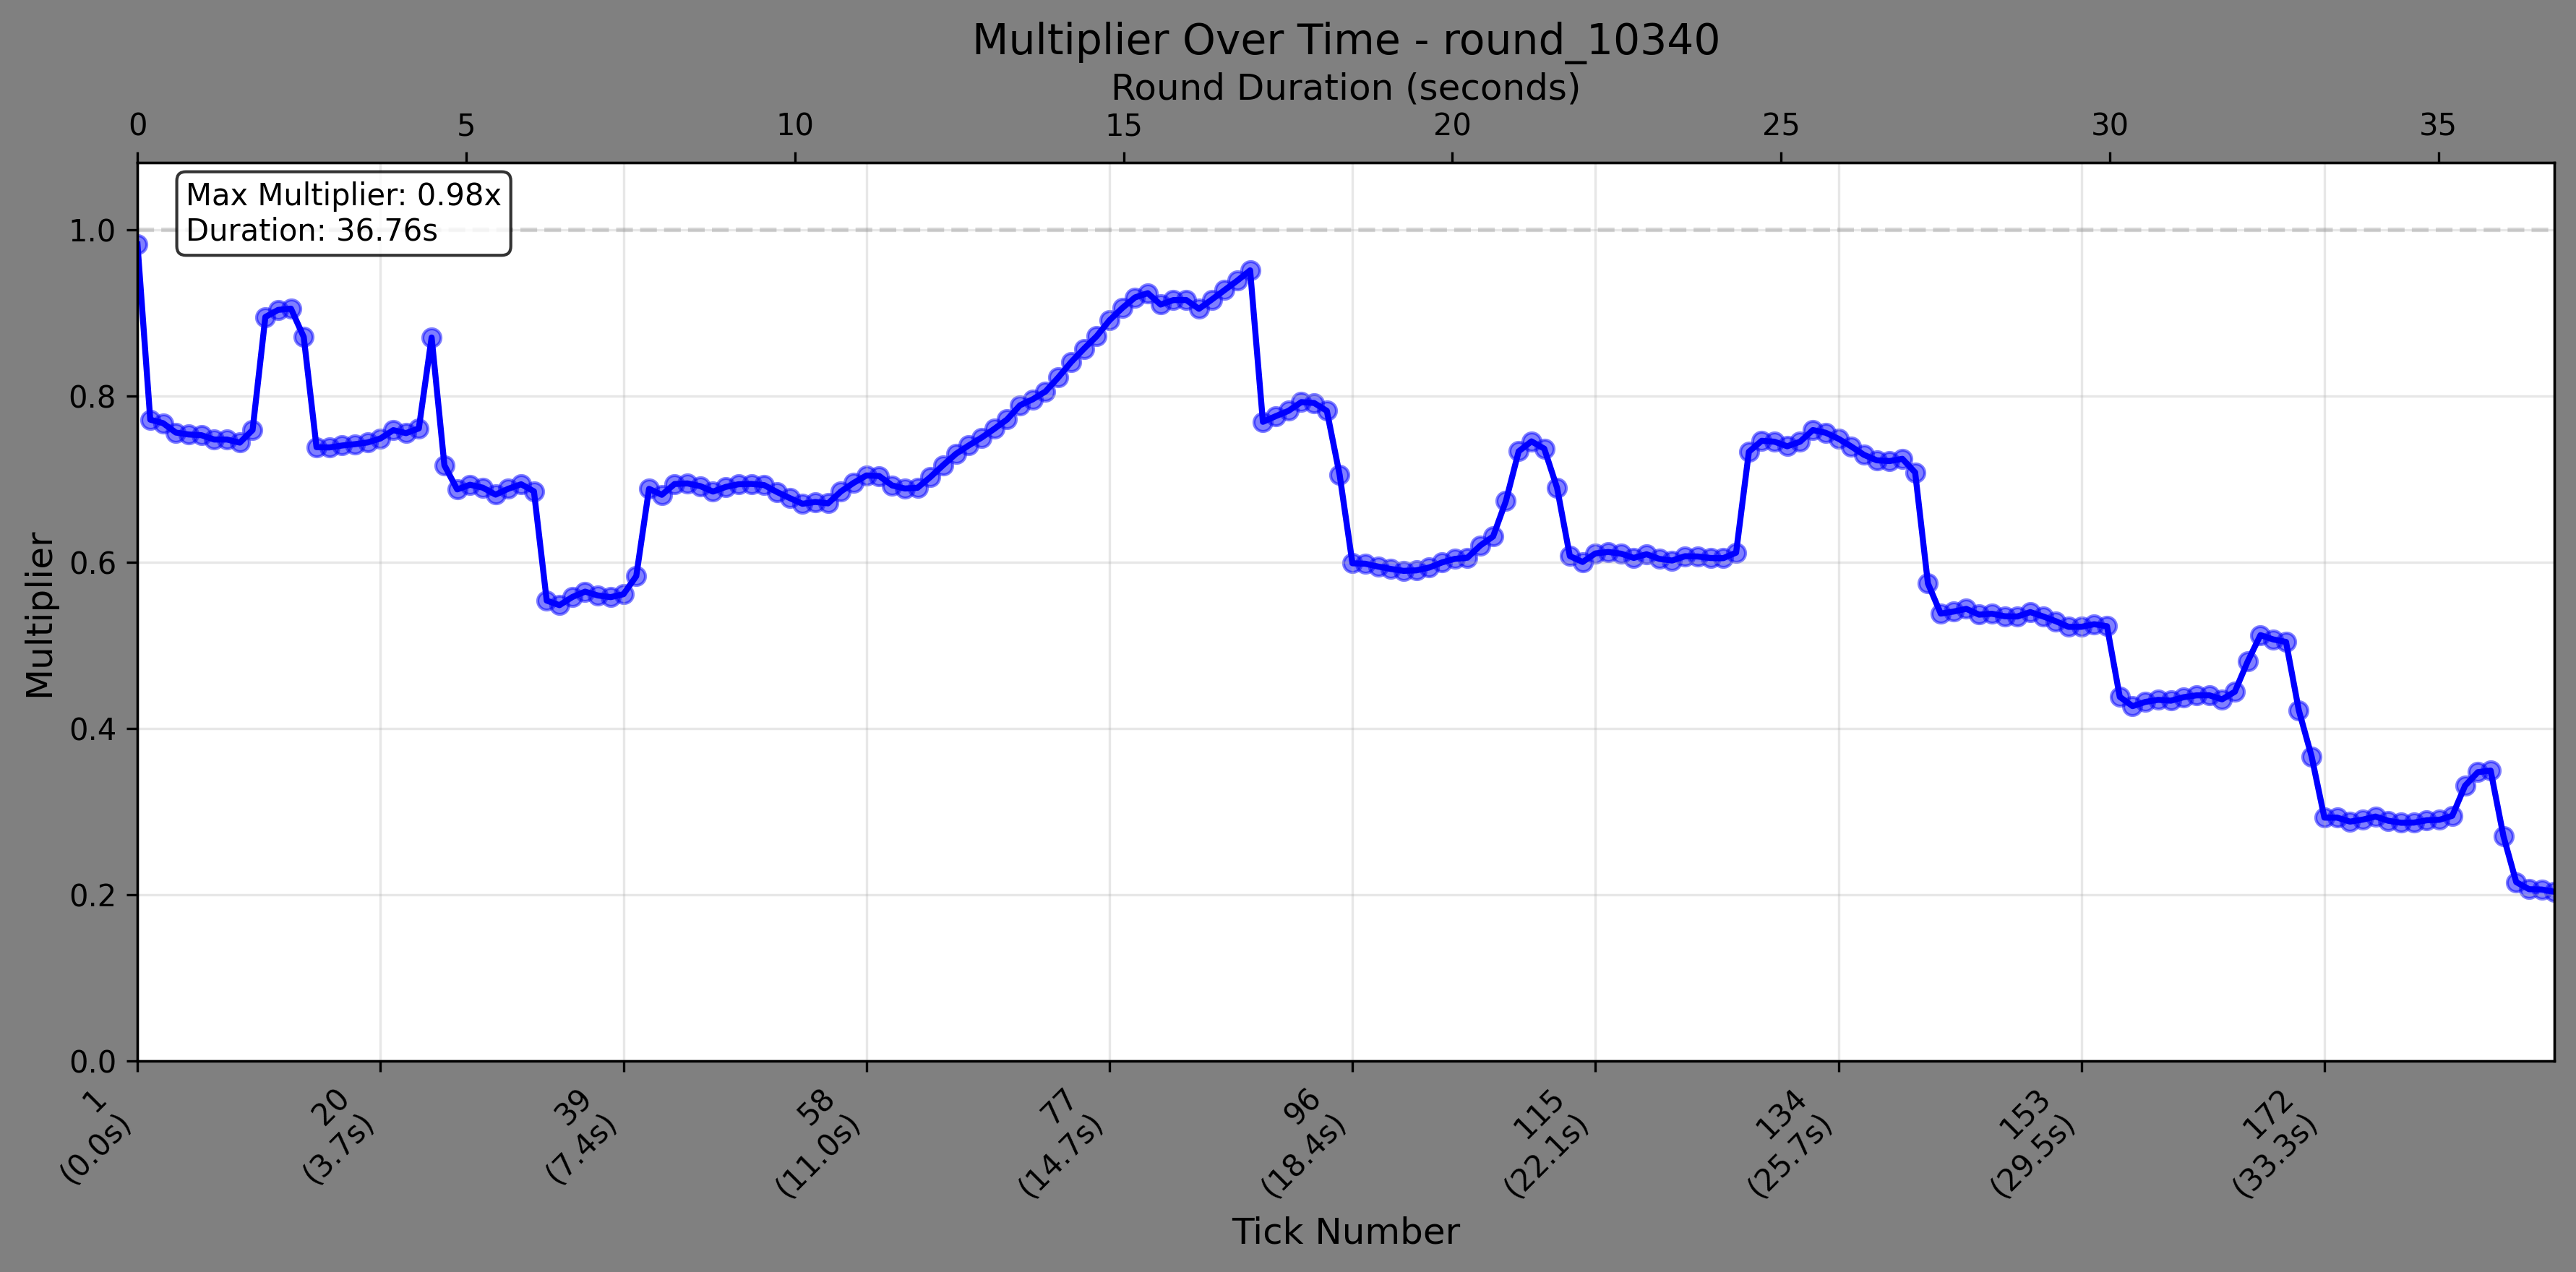 Multiplier Over Time - round_10340
Round Duration (seconds)
0 5 10 15 20 25 30 35
Max Multiplier: 0.98x
Duration: 36.76s
Multiplier
1.0
0.8
0.6
0.4
0.2
0.0
1
(0.0s)
20
(3.7s)
39
(7.4s)
58
(11.0s)
77
(14.7s)
96
(18.4s)
115
(22.1s)
134
(25.7s)
153
(29.5s)
172
(33.3s)
Tick Number